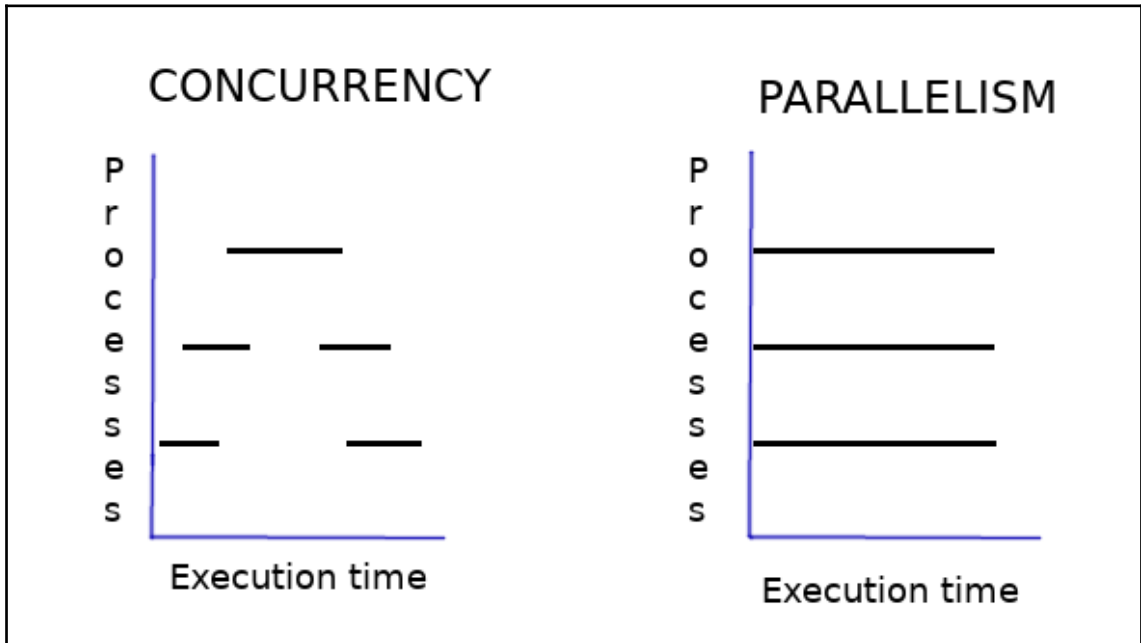 CONCURRENCY
Processes
Execution time
PARALLELISM
Processes
Execution time